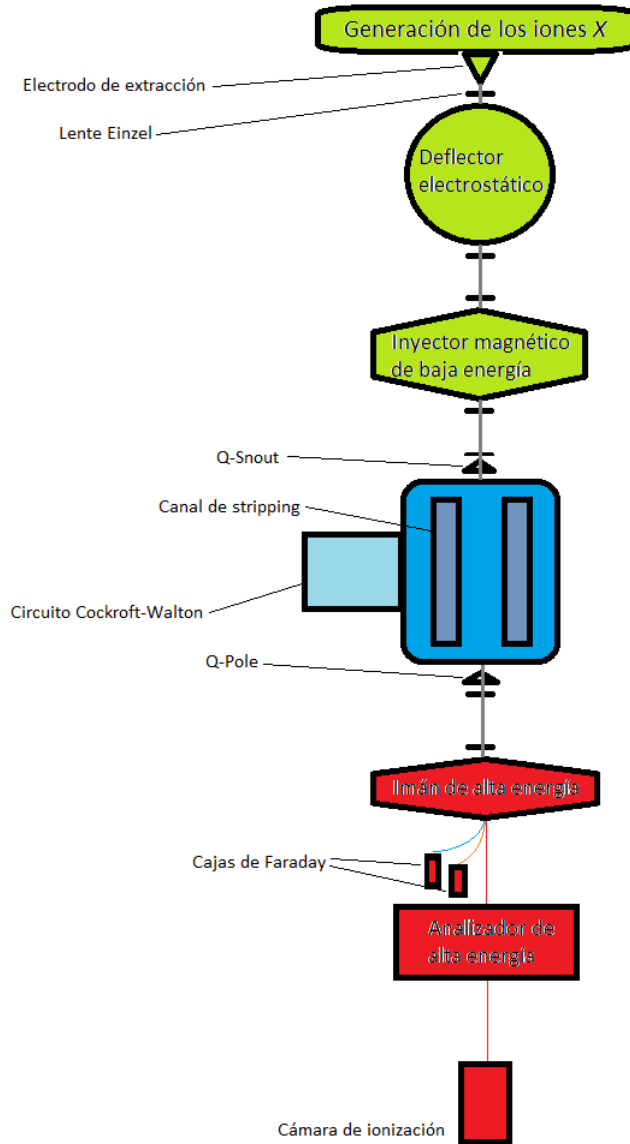 Generación de los iones X
Electrodo de extracción
Lente Einzel
Deflector
electrostático
Inyector magnético
de baja energía
Q-Snout
Canal de stripping
Circuito Cockroft-Walton
Q-Pole
Imán de alta energía
Cajas de Faraday
Analizador de
alta energía
Cámara de ionización